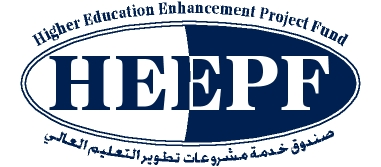 Higher Education Enhancement Project Fund
HEEPF
صندوق خدمة مشروعات تطوير التعليم العالي